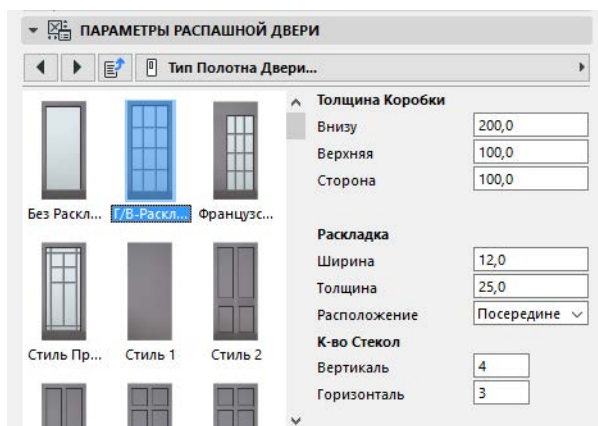 ПАРАМЕТРЫ РАСПАШНОЙ ДВЕРИ
Тип Полотна Двери...
Без Раскл... Г/В-Раскл... Французс...
Стиль Пр... Стиль 1 Стиль 2
Толщина Коробки
Внизу 200,0
Верхняя 100,0
Сторона 100,0
Раскладка
Ширина 12,0
Толщина 25,0
Расположение Посередине
К-во Стекол
Вертикаль 4
Горизонталь 3